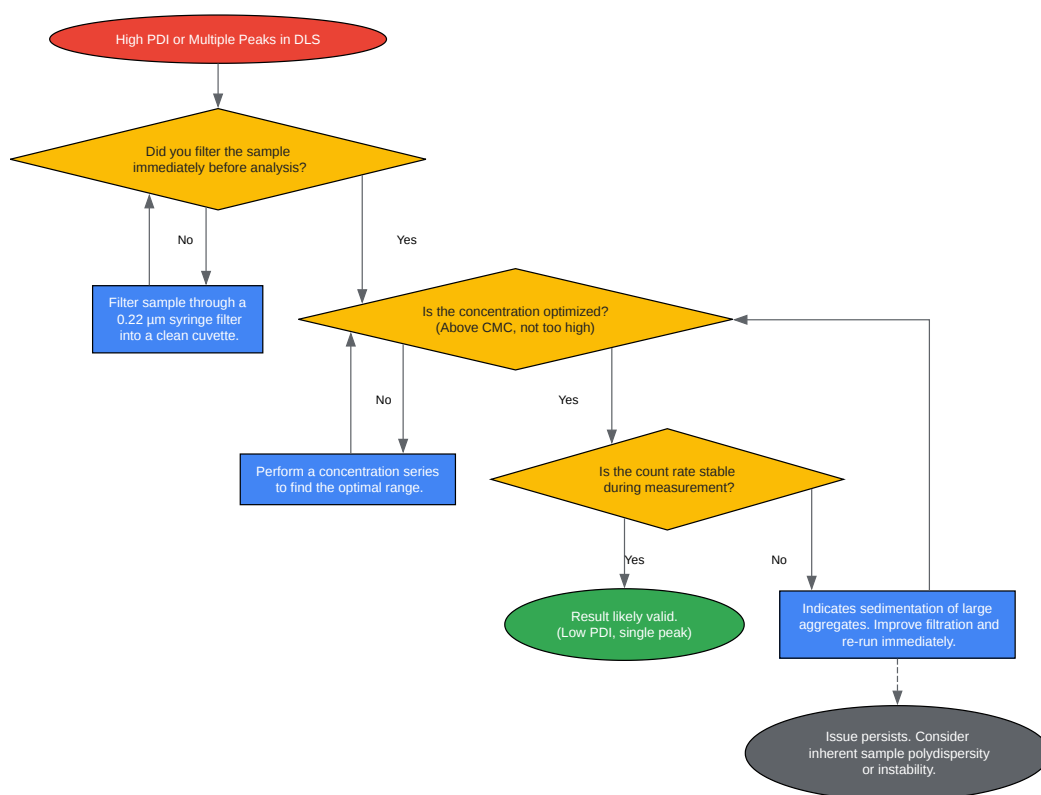 High PDI or Multiple Peaks in DLS
Did you filter the sample
immediately before analysis?
No
Yes
Filter sample through a
0.22 µm syringe filter
into a clean cuvette.
Is the concentration optimized?
(Above CMC, not too high)
No
Yes
Perform a concentration series
to find the optimal range.
Is the count rate stable
during measurement?
Yes
No
Result likely valid.
(Low PDI, single peak)
Indicates sedimentation of large
aggregates. Improve filtration and
re-run immediately.
Issue persists. Consider
inherent sample polydispersity
or instability.